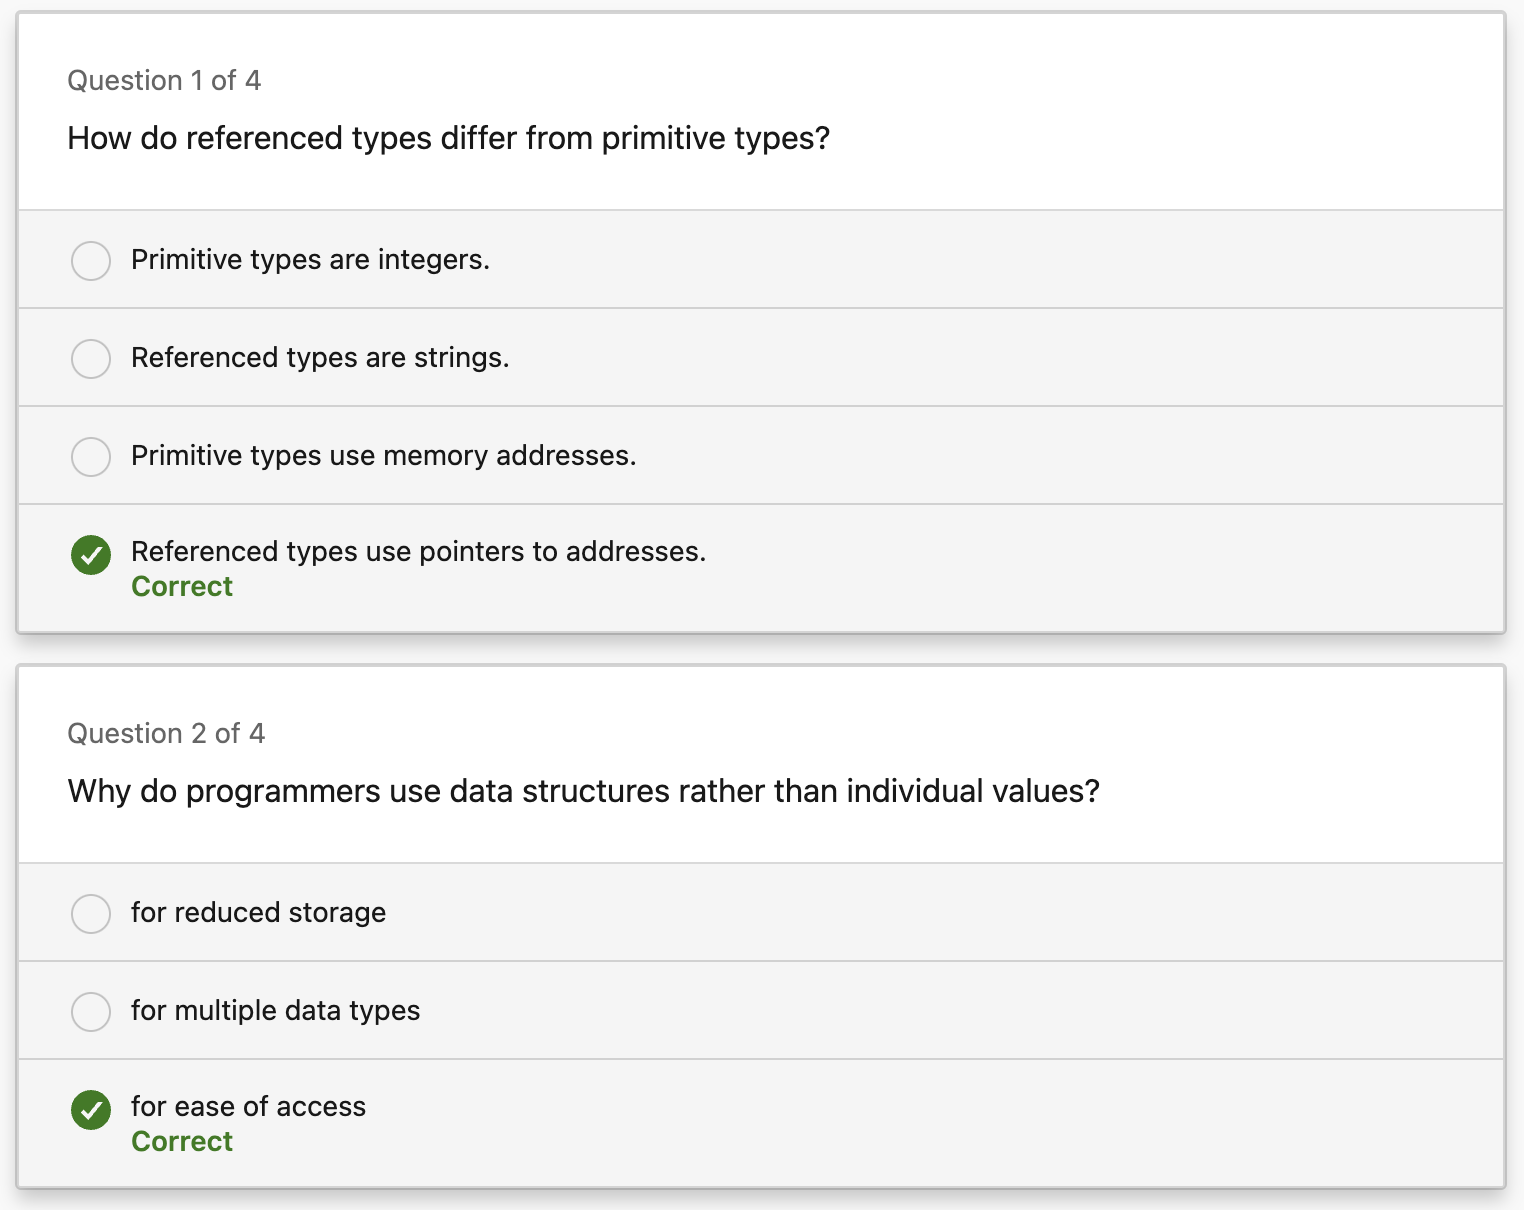 Question 1 of 4
How do referenced types differ from primitive types?
Primitive types are integers.
Referenced types are strings.
Primitive types use memory addresses.
Referenced types use pointers to addresses.
Correct
Question 2 of 4
Why do programmers use data structures rather than individual values?
for reduced storage
for multiple data types
for ease of access
Correct